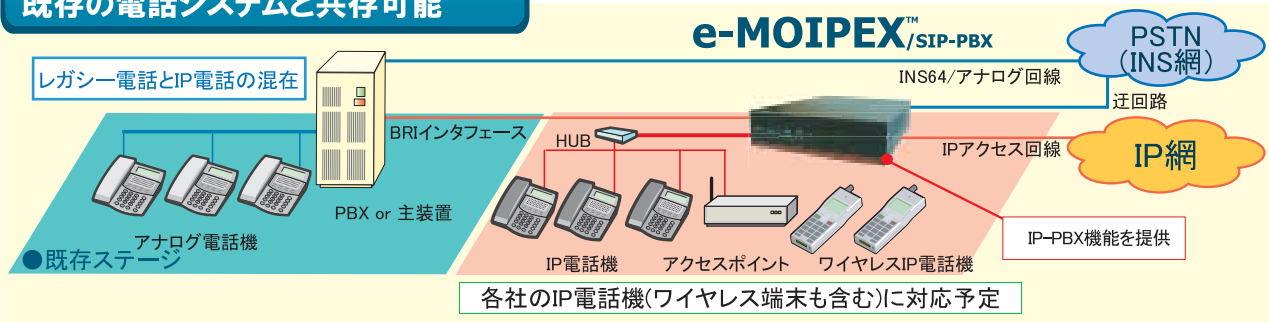 既存の電話システムと共存可能
e-MOIPEX™/SIP-PBX
PSTN
(INS網)
レガシー電話とIP電話の混在
INS64/アナログ回線
迂回路
BRIインタフェース
HUB
IPアクセス回線
IP網
PBX or 主装置
アナログ電話機
●既存ステージ
IP電話機
アクセスポイント
ワイヤレスIP電話機
IP-PBX機能を提供
各社のIP電話機(ワイヤレス端末も含む)に対応予定